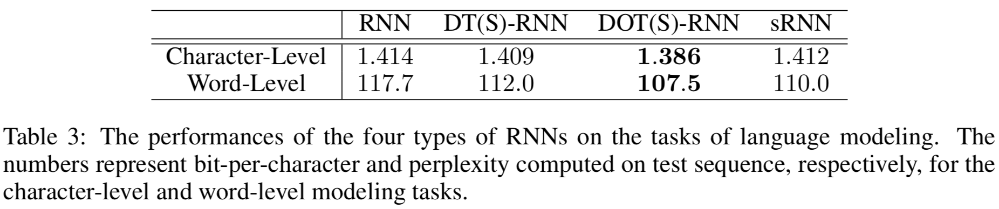 RNN DT(S)-RNN DOT(S)-RNN sRNN
Character-Level 1.414 1.409 1.386 1.412
Word-Level 117.7 112.0 107.5 110.0
Table 3: The performances of the four types of RNNs on the tasks of language modeling. The
numbers represent bit-per-character and perplexity computed on test sequence, respectively, for the
character-level and word-level modeling tasks.